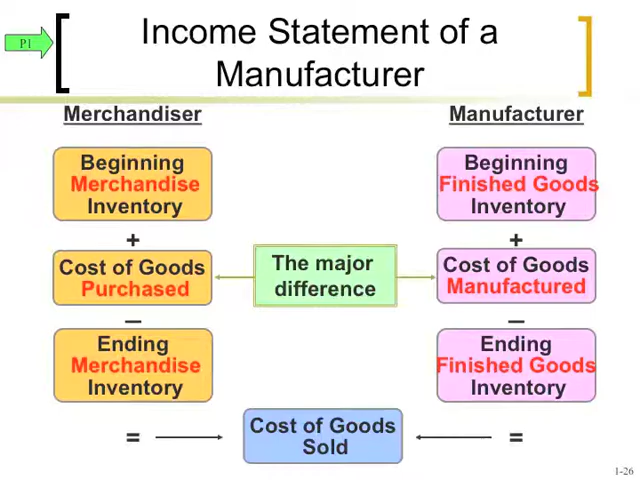 P1
Income Statement of a
Manufacturer
Merchandiser
Manufacturer
Beginning
Merchandise
Inventory
Beginning
Finished Goods
Inventory
+
+
Cost of Goods
Purchased
The major
difference
Cost of Goods
Manufactured
–
–
Ending
Merchandise
Inventory
Ending
Finished Goods
Inventory
=
Cost of Goods
Sold
=
1-26